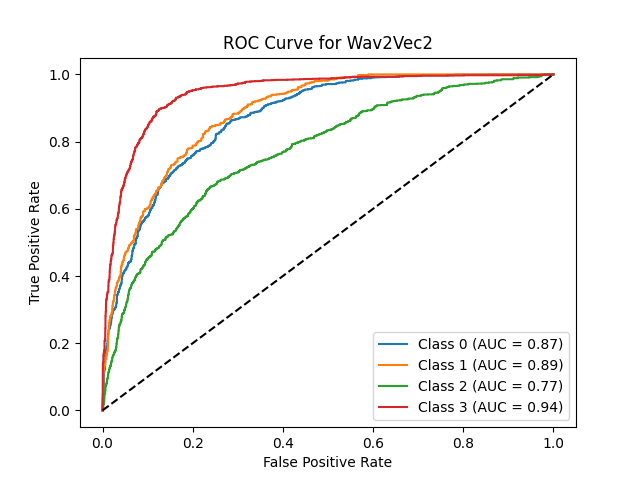 ROC Curve for Wav2Vec2
1.0
0.8
0.6
0.4
0.2
0.0
True Positive Rate
Class 0 (AUC = 0.87)
Class 1 (AUC = 0.89)
Class 2 (AUC = 0.77)
Class 3 (AUC = 0.94)
0.0 0.2 0.4 0.6 0.8 1.0
False Positive Rate